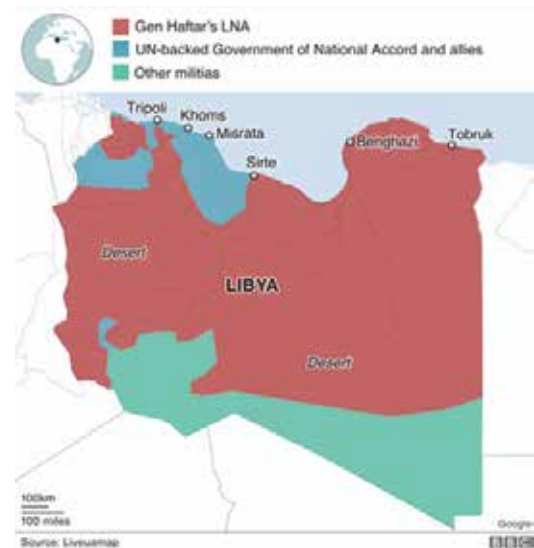 Gen Haftar's LNA
UN-backed Government of National Accord and allies
Other militias
Tripoli
Khoms
Misrata
Sirte
Benghazi
Tobruk
Desert
LIBYA
Desert
100km
100 miles
Google
Source: Liveuamap
BBC